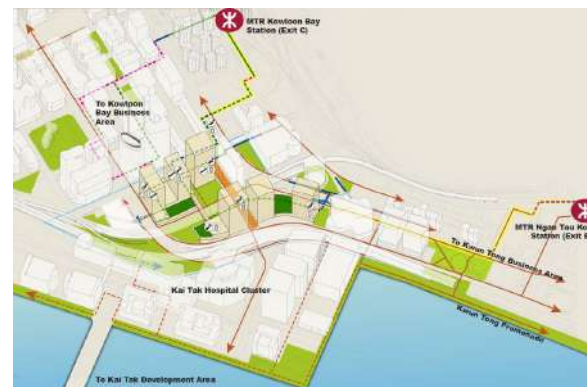 MTR Kowloon Bay
Station (Exit C)
To Kowloon
Bay Business
Area
MTR Ngau Tau Ko
Station (Exit B
To Kwun Tong Business Area
Kwun Tong Promenade
Kai Tak Hospital Cluster
To Kai Tak Development Area